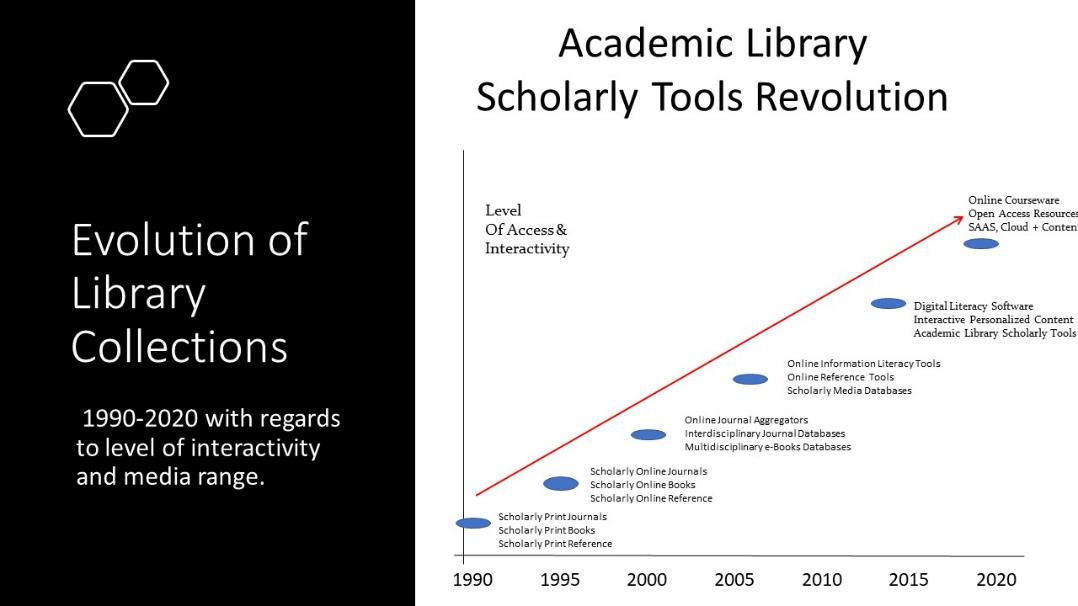 Evolution of
Library
Collections
1990-2020 with regards
to level of interactivity
and media range.
Academic Library
Scholarly Tools Revolution
Level
Of Access &
Interactivity
Online Courseware
Open Access Resources
SAAS, Cloud + Conten
Digital Literacy Software
Interactive Personalized Content
Academic Library Scholarly Tools
Online Information Literacy Tools
Online Reference Tools
Scholarly Media Databases
Online Journal Aggregators
Interdisciplinary Journal Databases
Multidisciplinary e-Books Databases
Scholarly Online Journals
Scholarly Online Books
Scholarly Online Reference
Scholarly Print Journals
Scholarly Print Books
Scholarly Print Reference
1990 1995 2000 2005 2010 2015 2020